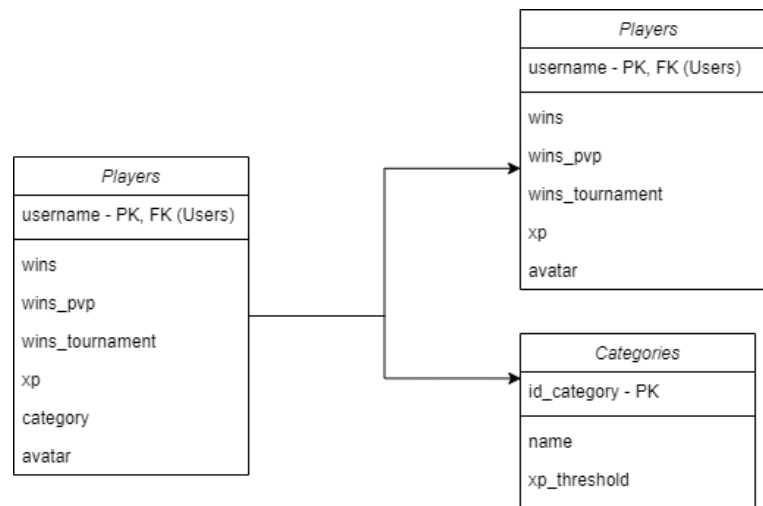 Players
username - PK, FK (Users)
wins
wins_pvp
wins_tournament
xp
category
avatar
Players
username - PK, FK (Users)
wins
wins_pvp
wins_tournament
xp
avatar
Categories
id_category - PK
name
xp_threshold